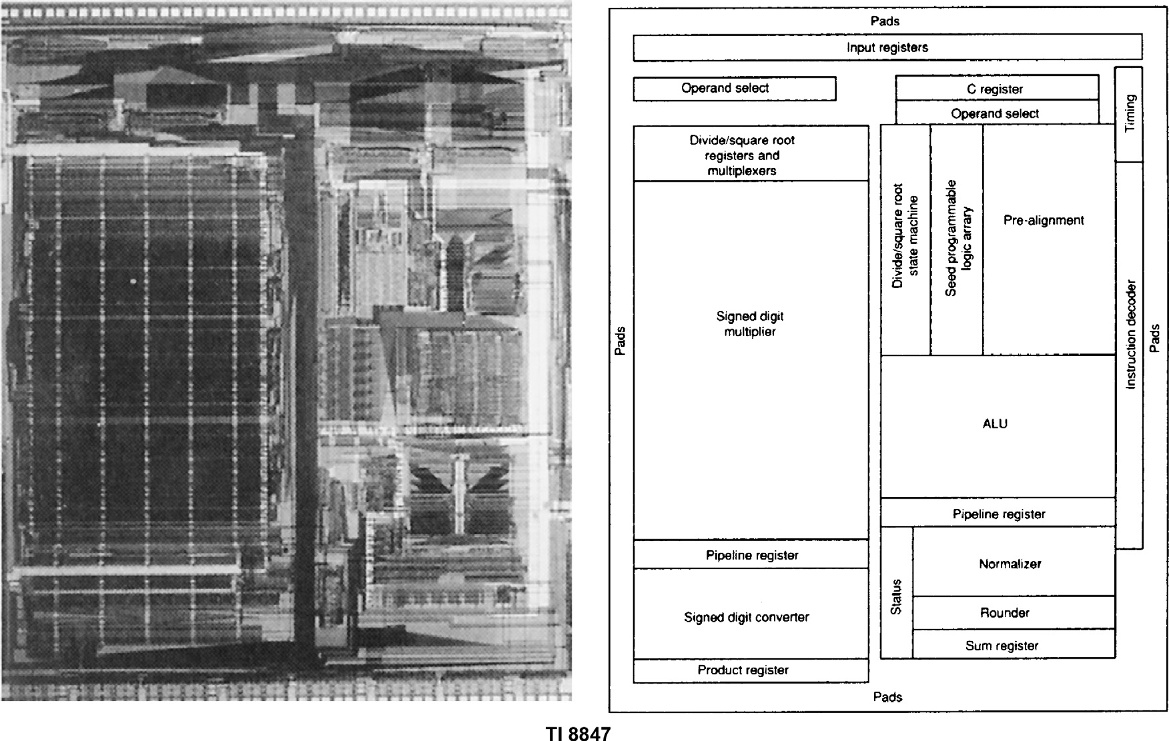 Pads
Input registers
Operand select
C register
Operand select
Timing
Divide/square root
registers and
multiplexers
Divide/square root
state machine
Seed programmable
logic arrary
Pre-alignment
Instruction decoder
Signed digit
multiplier
Pads
Pads
ALU
Pipeline register
Pipeline register
Normalizer
Status
Signed digit converter
Rounder
Sum register
Product register
Pads
TI 8847